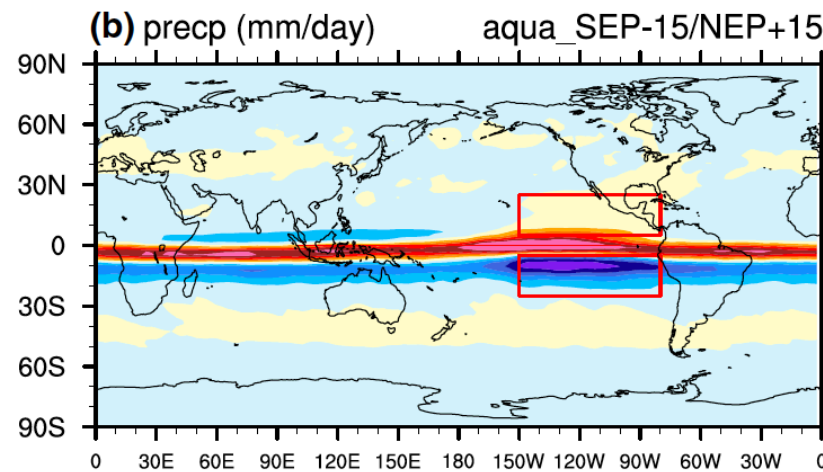 (b) precp (mm/day) aqua_SEP-15/NEP+15
90N
60N
30N
0
30S
60S
90S
0 30E 60E 90E 120E 150E 180 150W 120W 90W 60W 30W 0